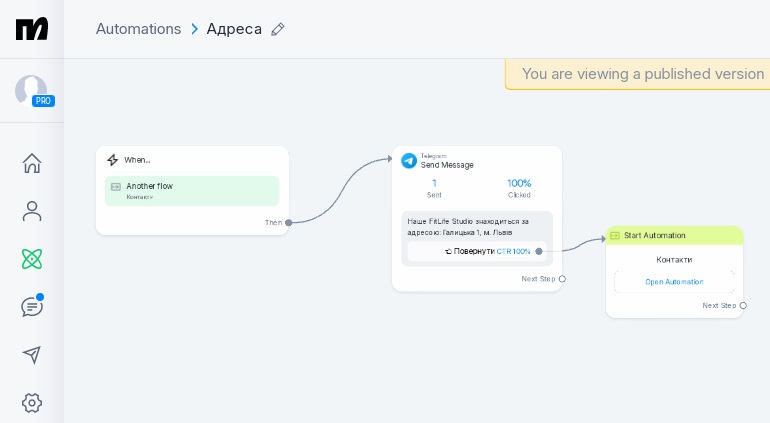 Automations > Адреса
You are viewing a published version
PRO
When...
Another flow
Контакти
Then
Telegram
Send Message
1
Sent
100%
Clicked
Наше FitLife Studio знаходиться за
адресою: Галицька 1, м. Львів
Повернути CTR 100%
Next Step
Start Automation
Контакти
Open Automation
Next Step